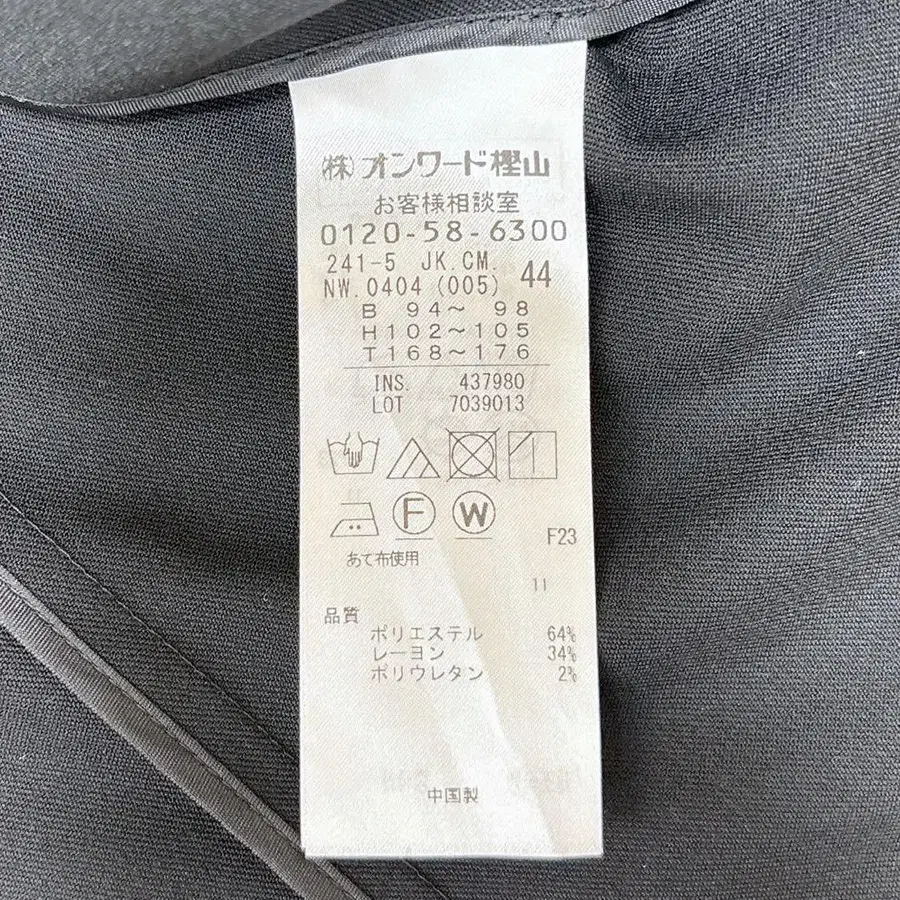 ㈱オンワード樫山
お客様相談室
0120-58-6300
241-5 JK.CM. 44
NW.0404 (005)
B 94〜 98
H102〜105
T168〜176
INS. 437980
LOT 7039013
F W
F23
あて布使用
11
品質
ポリエステル 64%
レーヨン 34%
ポリウレタン 2%
中国製